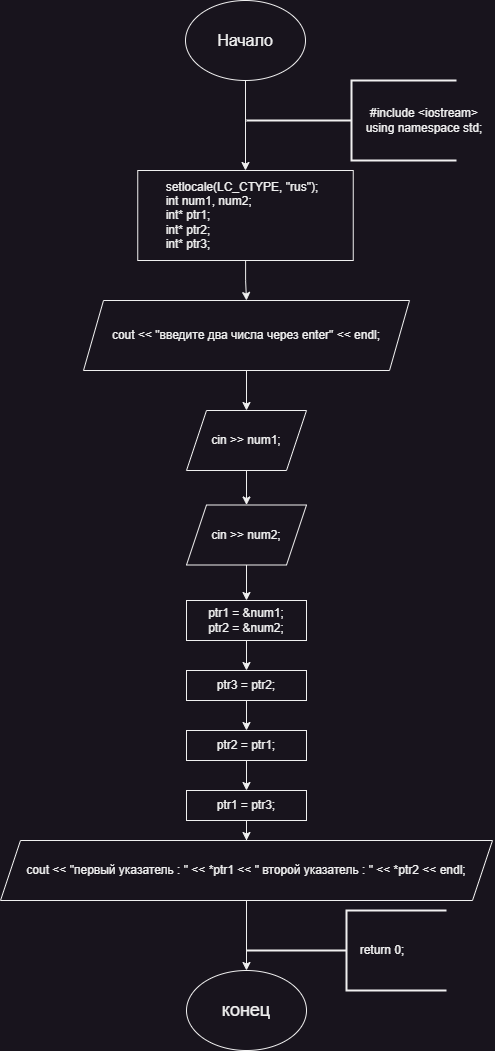 Начало
#include <iostream>
using namespace std;
setlocale(LC_CTYPE, "rus");
int num1, num2;
int* ptr1;
int* ptr2;
int* ptr3;
cout << "введите два числа через enter" << endl;
cin >> num1;
cin >> num2;
ptr1 = &num1;
ptr2 = &num2;
ptr3 = ptr2;
ptr2 = ptr1;
ptr1 = ptr3;
cout << "первый указатель : " << *ptr1 << " второй указатель : " << *ptr2 << endl;
return 0;
конец